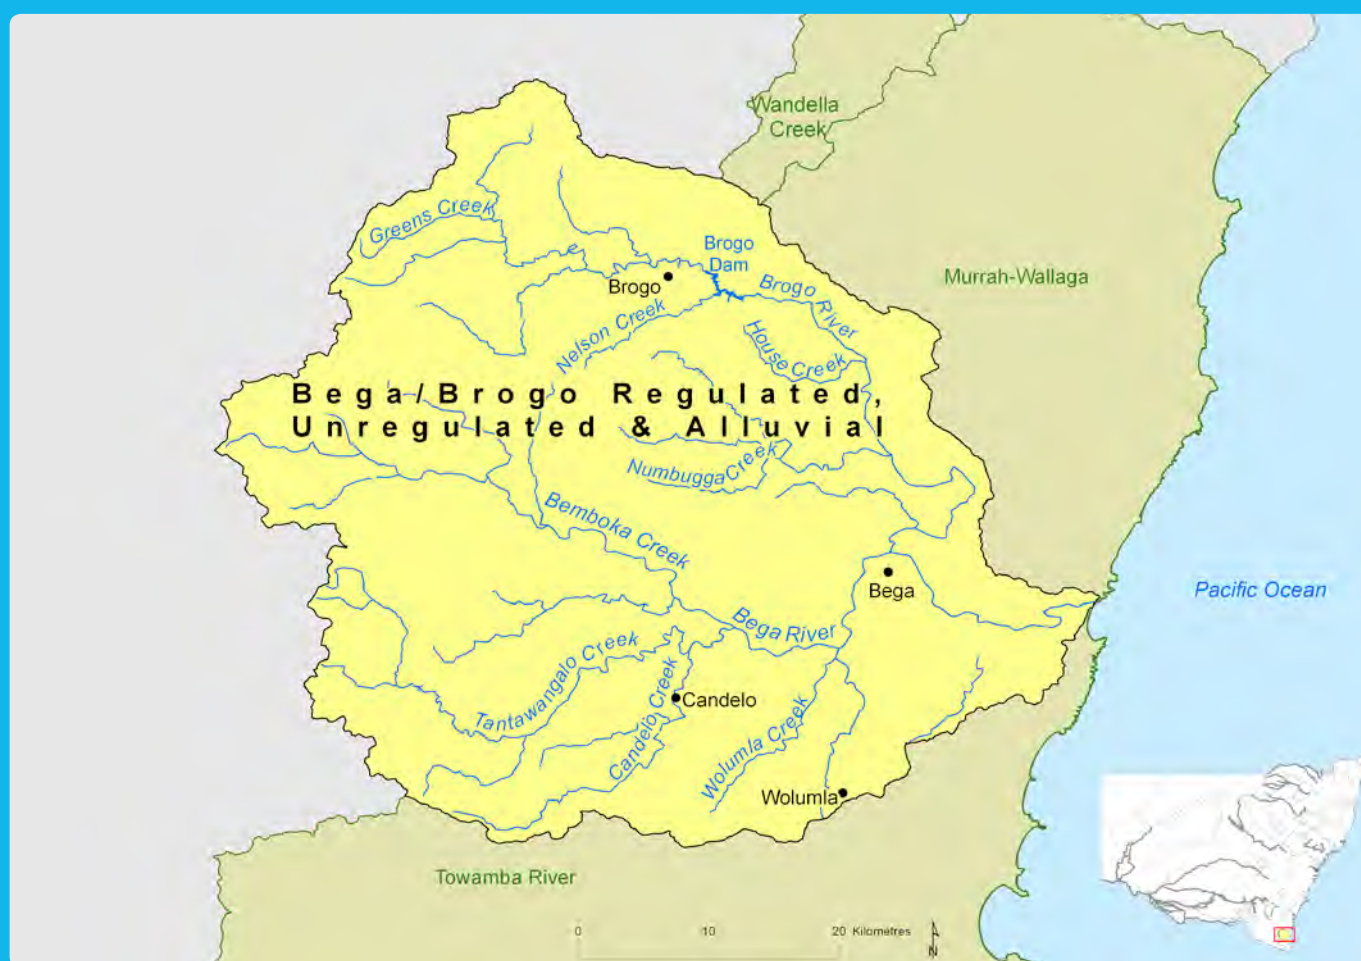 Wandella
Creek
Greens Creek
Brogo
Dam
Murrah-Wallaga
Brogo
Brogo River
Nelson Creek
House Creek
Bega/Brogo Regulated,
Unregulated & Alluvial
Numbugga Creek
Bemboka Creek
Pacific Ocean
Bega
Bega River
Tantawangalo Creek
Candelo Creek
Candelo
Wolumla Creek
Wolumla
Towamba River
0 10 20 Kilometres
N